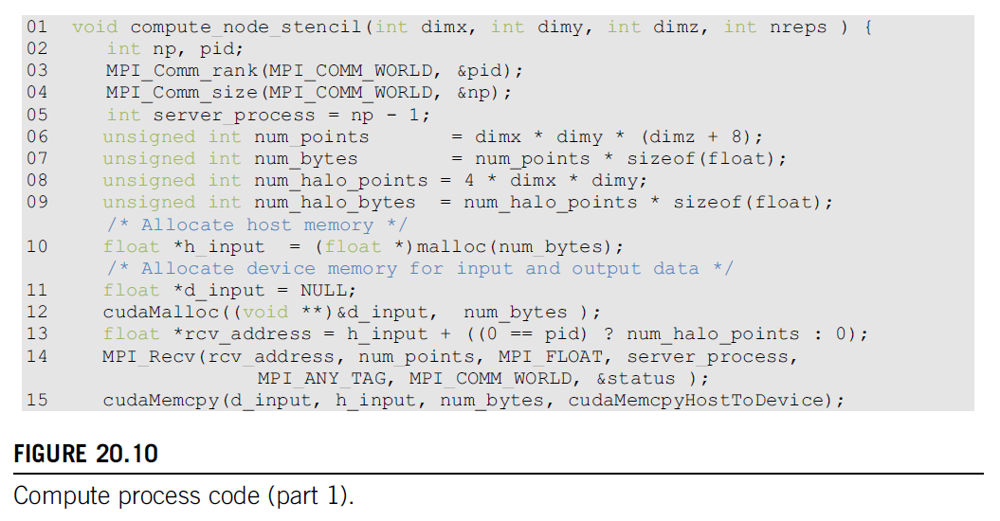 01 void compute_node_stencil(int dimx, int dimy, int dimz, int nreps ) {
02 int np, pid;
03 MPI_Comm_rank(MPI_COMM_WORLD, &pid);
04 MPI_Comm_size(MPI_COMM_WORLD, &np);
05 int server_process = np - 1;
06 unsigned int num_points = dimx * dimy * (dimz + 8);
07 unsigned int num_bytes = num_points * sizeof(float);
08 unsigned int num_halo_points = 4 * dimx * dimy;
09 unsigned int num_halo_bytes = num_halo_points * sizeof(float);
/* Allocate host memory */
10 float *h_input = (float *)malloc(num_bytes);
/* Allocate device memory for input and output data */
11 float *d_input = NULL;
12 cudaMalloc((void **)&d_input, num_bytes );
13 float *rcv_address = h_input + ((0 == pid) ? num_halo_points : 0);
14 MPI_Recv(rcv_address, num_points, MPI_FLOAT, server_process,
MPI_ANY_TAG, MPI_COMM_WORLD, &status );
15 cudaMemcpy(d_input, h_input, num_bytes, cudaMemcpyHostToDevice);
FIGURE 20.10
Compute process code (part 1).